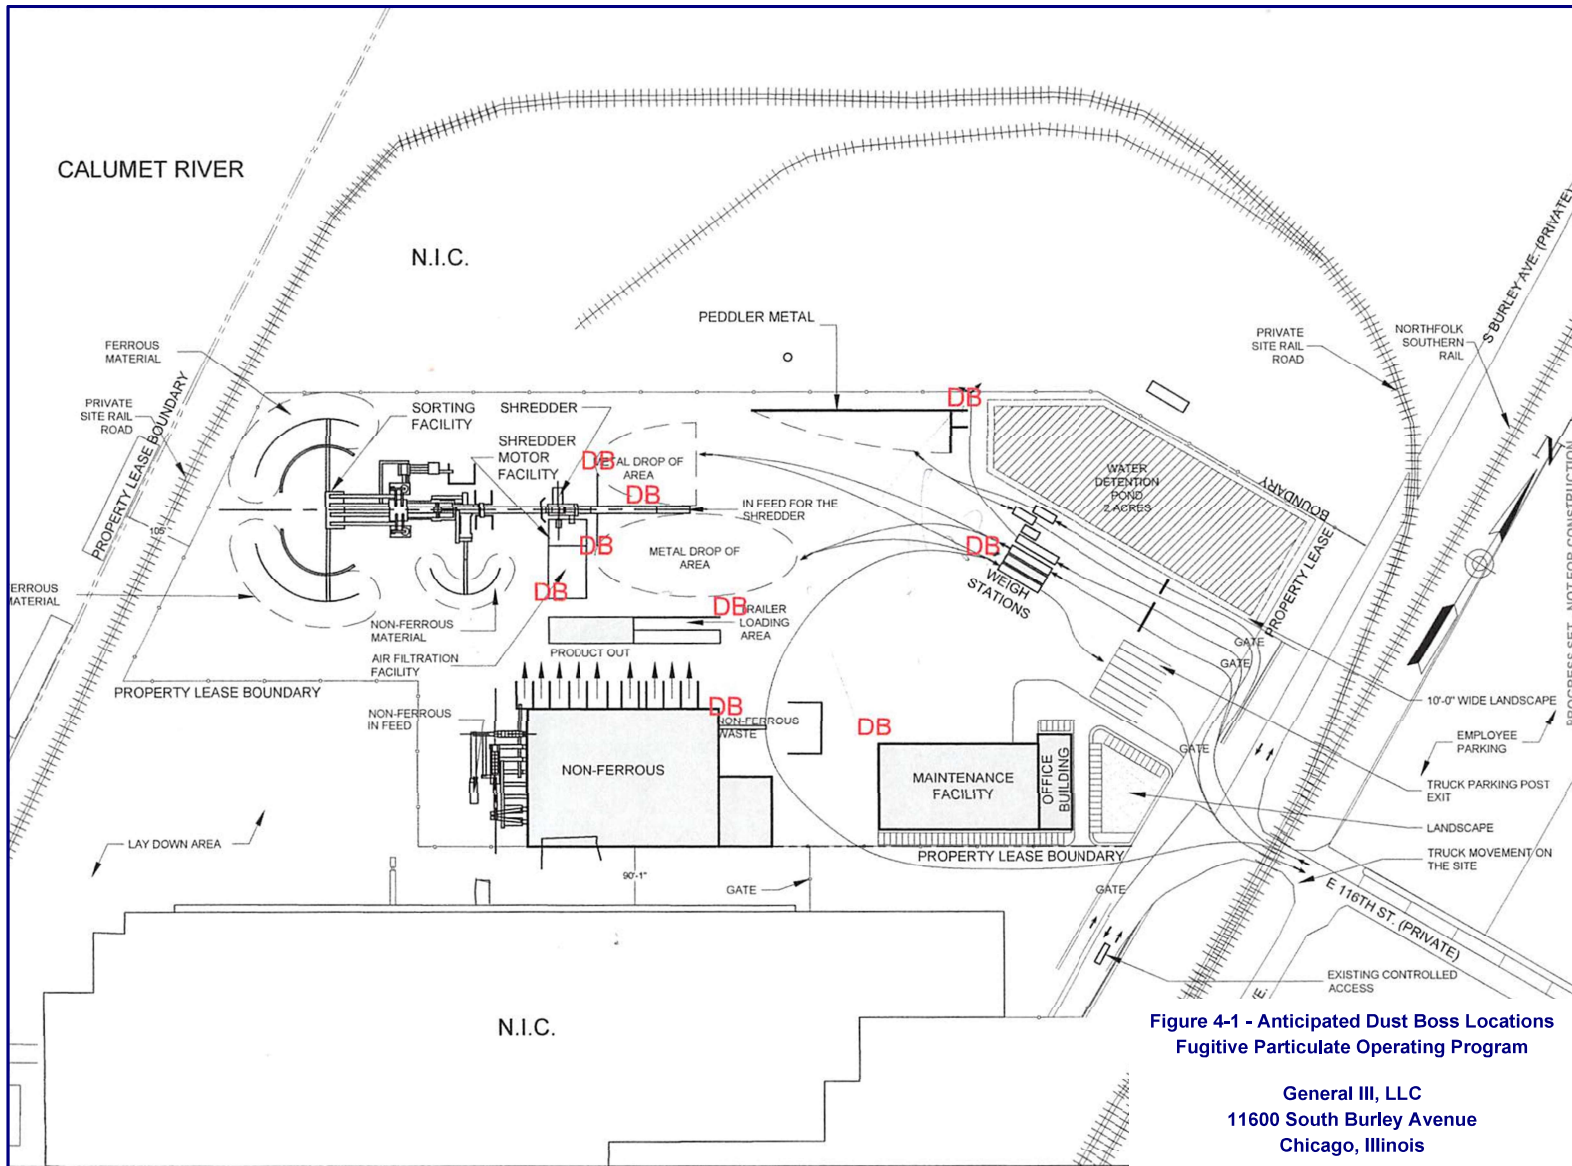 CALUMET RIVER
N.I.C.
PEDDLER METAL
S BURLEY AVE. (PRIVATE)
PRIVATE
SITE RAIL
ROAD
NORTHFOLK
SOUTHERN
RAIL
FERROUS
MATERIAL
PRIVATE
SITE RAIL
ROAD
PROPERTY LEASE BOUNDARY
SORTING
FACILITY
SHREDDER
SHREDDER
MOTOR
FACILITY
DB
DB
METAL DROP OF
AREA
DB
IN FEED FOR THE
SHREDDER
WATER
DETENTION
POND
2 ACRES
BOUNDARY
PROPERTY LEASE
N
105'
DB
METAL DROP OF
AREA
DB
WEIGH
STATIONS
DB
DB
TRAILER
LOADING
AREA
FERROUS
MATERIAL
NON-FERROUS
MATERIAL
AIR FILTRATION
FACILITY
PRODUCT OUT
GATE
GATE
PROPERTY LEASE BOUNDARY
NON-FERROUS
IN FEED
DB
NON-FERROUS
WASTE
DB
10'-0" WIDE LANDSCAPE
EMPLOYEE
PARKING
PROGRESS SET - NOT FOR CONSTRUCTION
GATE
NON-FERROUS
MAINTENANCE
FACILITY
OFFICE
BUILDING
TRUCK PARKING POST
EXIT
LANDSCAPE
LAY DOWN AREA
PROPERTY LEASE BOUNDARY
TRUCK MOVEMENT ON
THE SITE
90'-1"
GATE
GATE
E 116TH ST. (PRIVATE)
EXISTING CONTROLLED
ACCESS
N.I.C.
Figure 4-1 - Anticipated Dust Boss Locations
Fugitive Particulate Operating Program
General III, LLC
11600 South Burley Avenue
Chicago, Illinois